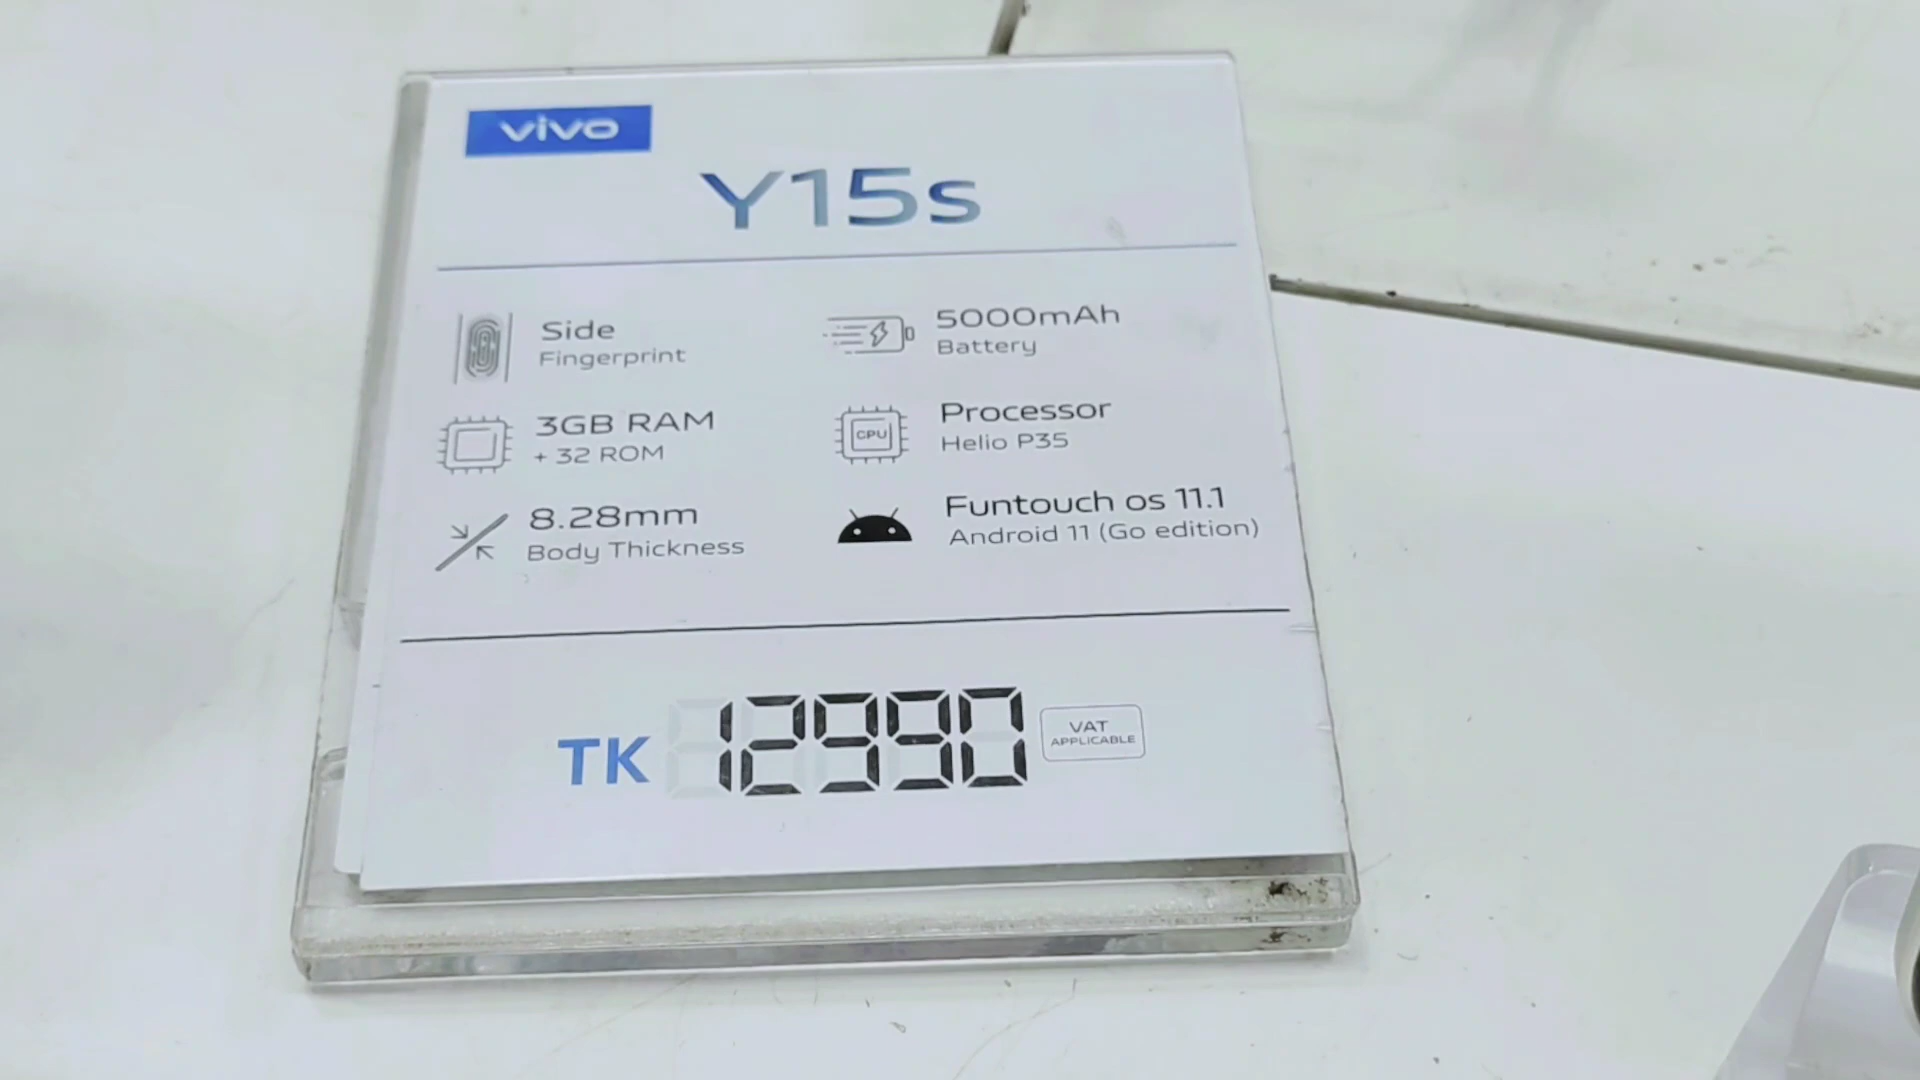 vivo
Y15s
Side
Fingerprint
5000mAh
Battery
3GB RAM
+ 32 ROM
CPU
Processor
Helio P35
8.28mm
Body Thickness
Funtouch os 11.1
Android 11 (Go edition)
TK 12990
VAT
APPLICABLE